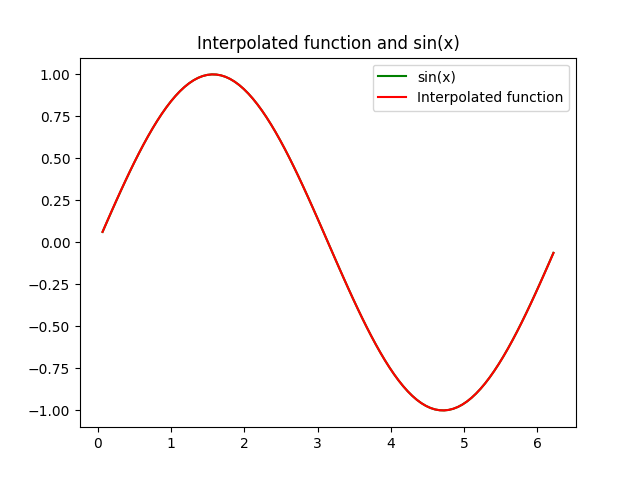 Interpolated function and sin(x)
sin(x)
Interpolated function
1.00
0.75
0.50
0.25
0.00
−0.25
−0.50
−0.75
−1.00
0 1 2 3 4 5 6